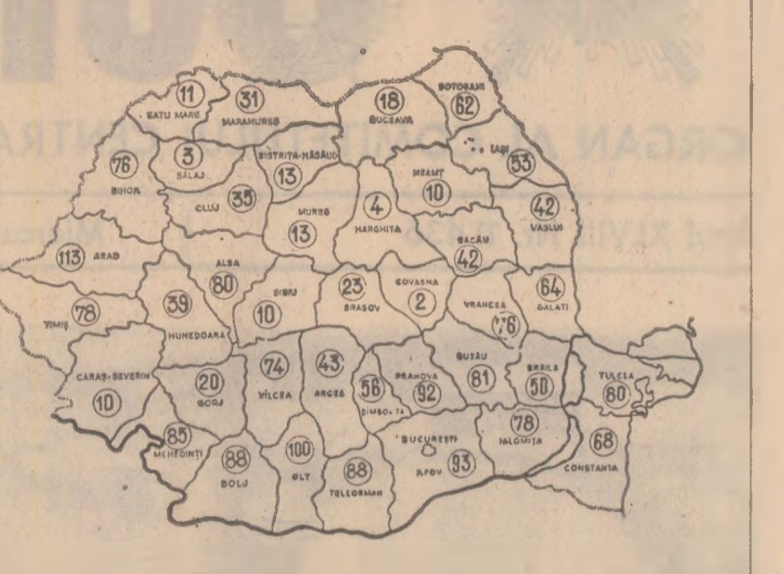 11
SATU MARE
31
MARAMUREȘ
18
SUCEAVA
BOTOȘANI
62
76
BIHOR
3
SĂLAJ
BISTRIȚA-NĂSĂUD
13
IAȘI
53
CLUJ
35
NEAMȚ
10
MUREȘ
13
4
HARGHITA
42
VASLUI
BACĂU
42
113
ARAD
ALBA
80
78
TIMIȘ
39
HUNEDOARA
SIBIU
10
23
BRAȘOV
COVASNA
2
VRANCEA
76
64
GALAȚI
CARAȘ-SEVERIN
10
20
GORJ
74
VÎLCEA
43
ARGEȘ
56
PRAHOVA
92
BUZĂU
81
BRĂILA
50
TULCEA
80
85
MEHEDINȚI
88
DOLJ
100
OLT
88
TELEORMAN
BUCUREȘTI
ILFOV
93
78
IALOMIȚA
68
CONSTANȚA